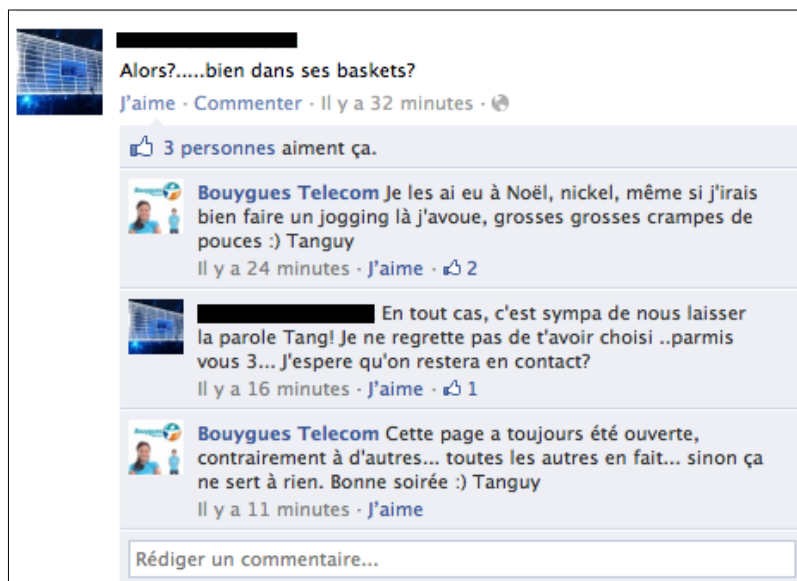 Alors?.....bien dans ses baskets?
J'aime · Commenter · Il y a 32 minutes ·
3 personnes aiment ça.
Bouygues Telecom Je les ai eu à Noël, nickel, même si j'irais
bien faire un jogging là j'avoue, grosses grosses crampes de
pouces :) Tanguy
Il y a 24 minutes · J'aime · 2
En tout cas, c'est sympa de nous laisser
la parole Tang! Je ne regrette pas de t'avoir choisi ..parmis
vous 3... J'espere qu'on restera en contact?
Il y a 16 minutes · J'aime · 1
Bouygues Telecom Cette page a toujours été ouverte,
contrairement à d'autres... toutes les autres en fait... sinon ça
ne sert à rien. Bonne soirée :) Tanguy
Il y a 11 minutes · J'aime
Rédiger un commentaire...